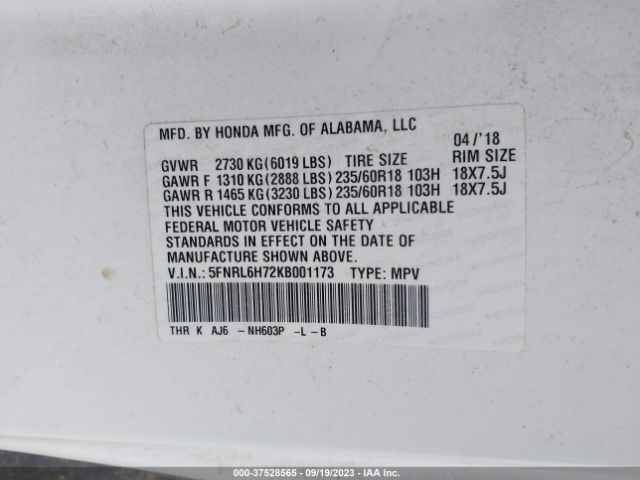 MFD. BY HONDA MFG. OF ALABAMA, LLC
04/'18
GVWR 2730 KG(6019 LBS) TIRE SIZE RIM SIZE
GAWR F 1310 KG(2888 LBS) 235/60R18 103H 18X7.5J
GAWR R 1465 KG(3230 LBS) 235/60R18 103H 18X7.5J
THIS VEHICLE CONFORMS TO ALL APPLICABLE
FEDERAL MOTOR VEHICLE SAFETY
STANDARDS IN EFFECT ON THE DATE OF
MANUFACTURE SHOWN ABOVE.
V.I.N.: 5FNRL6H72KB001173 TYPE: MPV
THR K AJ6 -NH603P -L-B
000-37528565 - 09/19/2023 - IAA Inc.